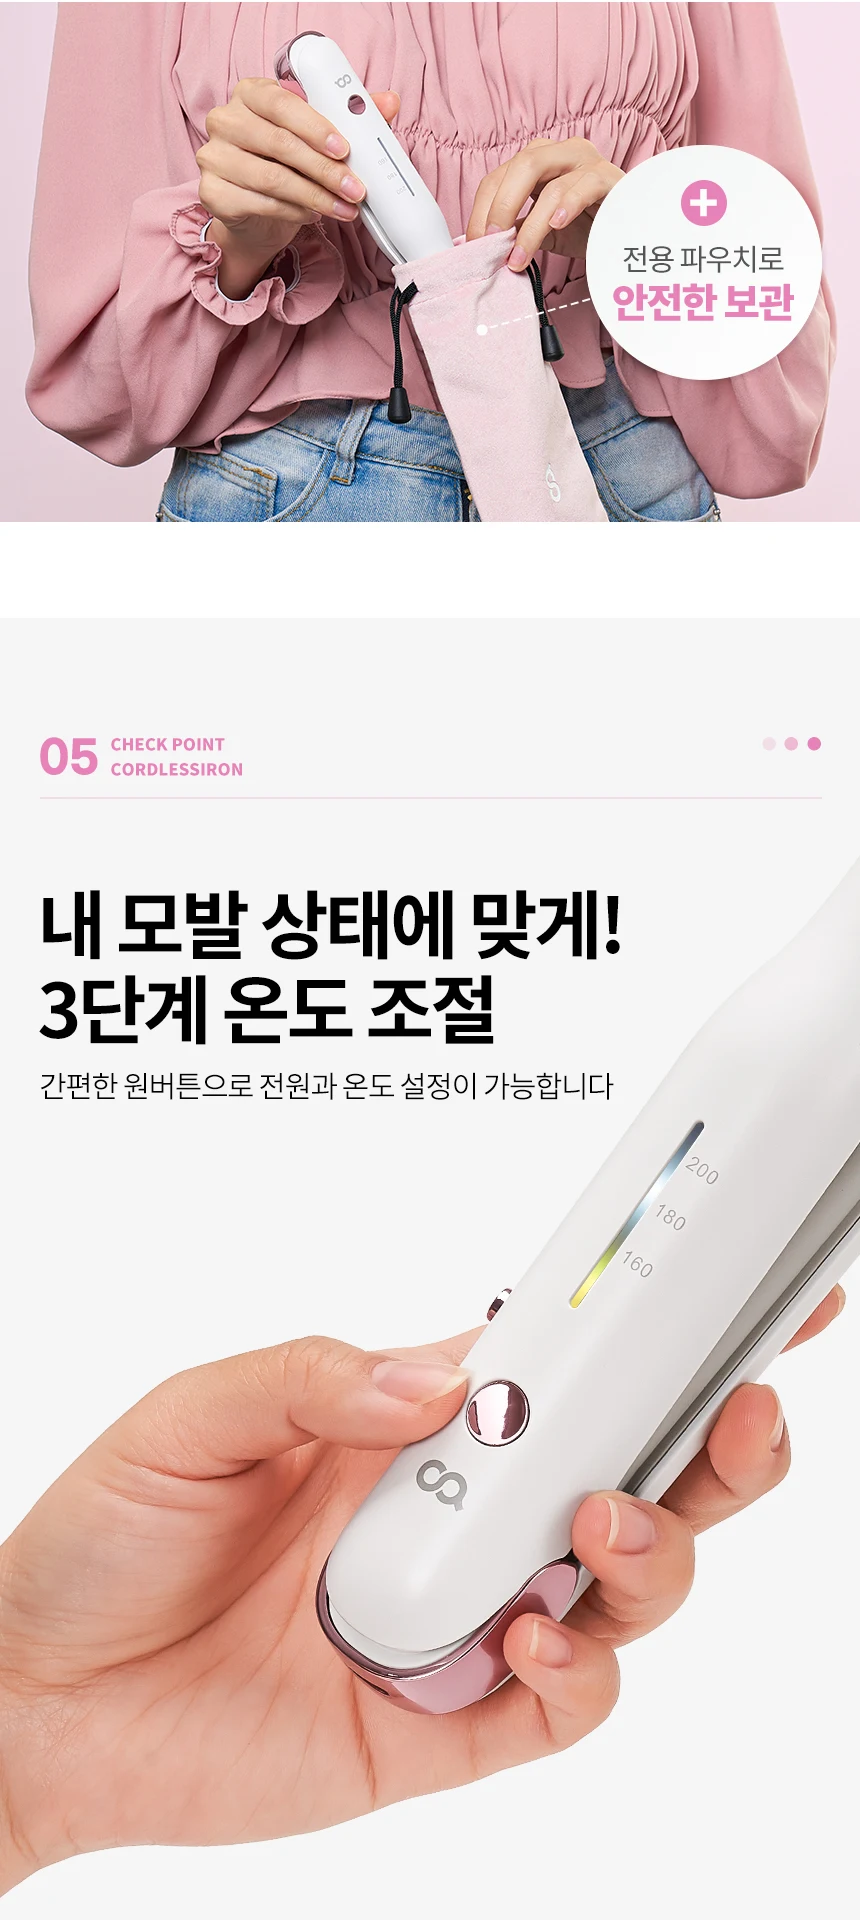 전용 파우치로
안전한 보관
05
CHECK POINT
CORDLESSIRON
내 모발 상태에 맞게!
3단계 온도 조절
간편한 원버튼으로 전원과 온도 설정이 가능합니다
200
180
160